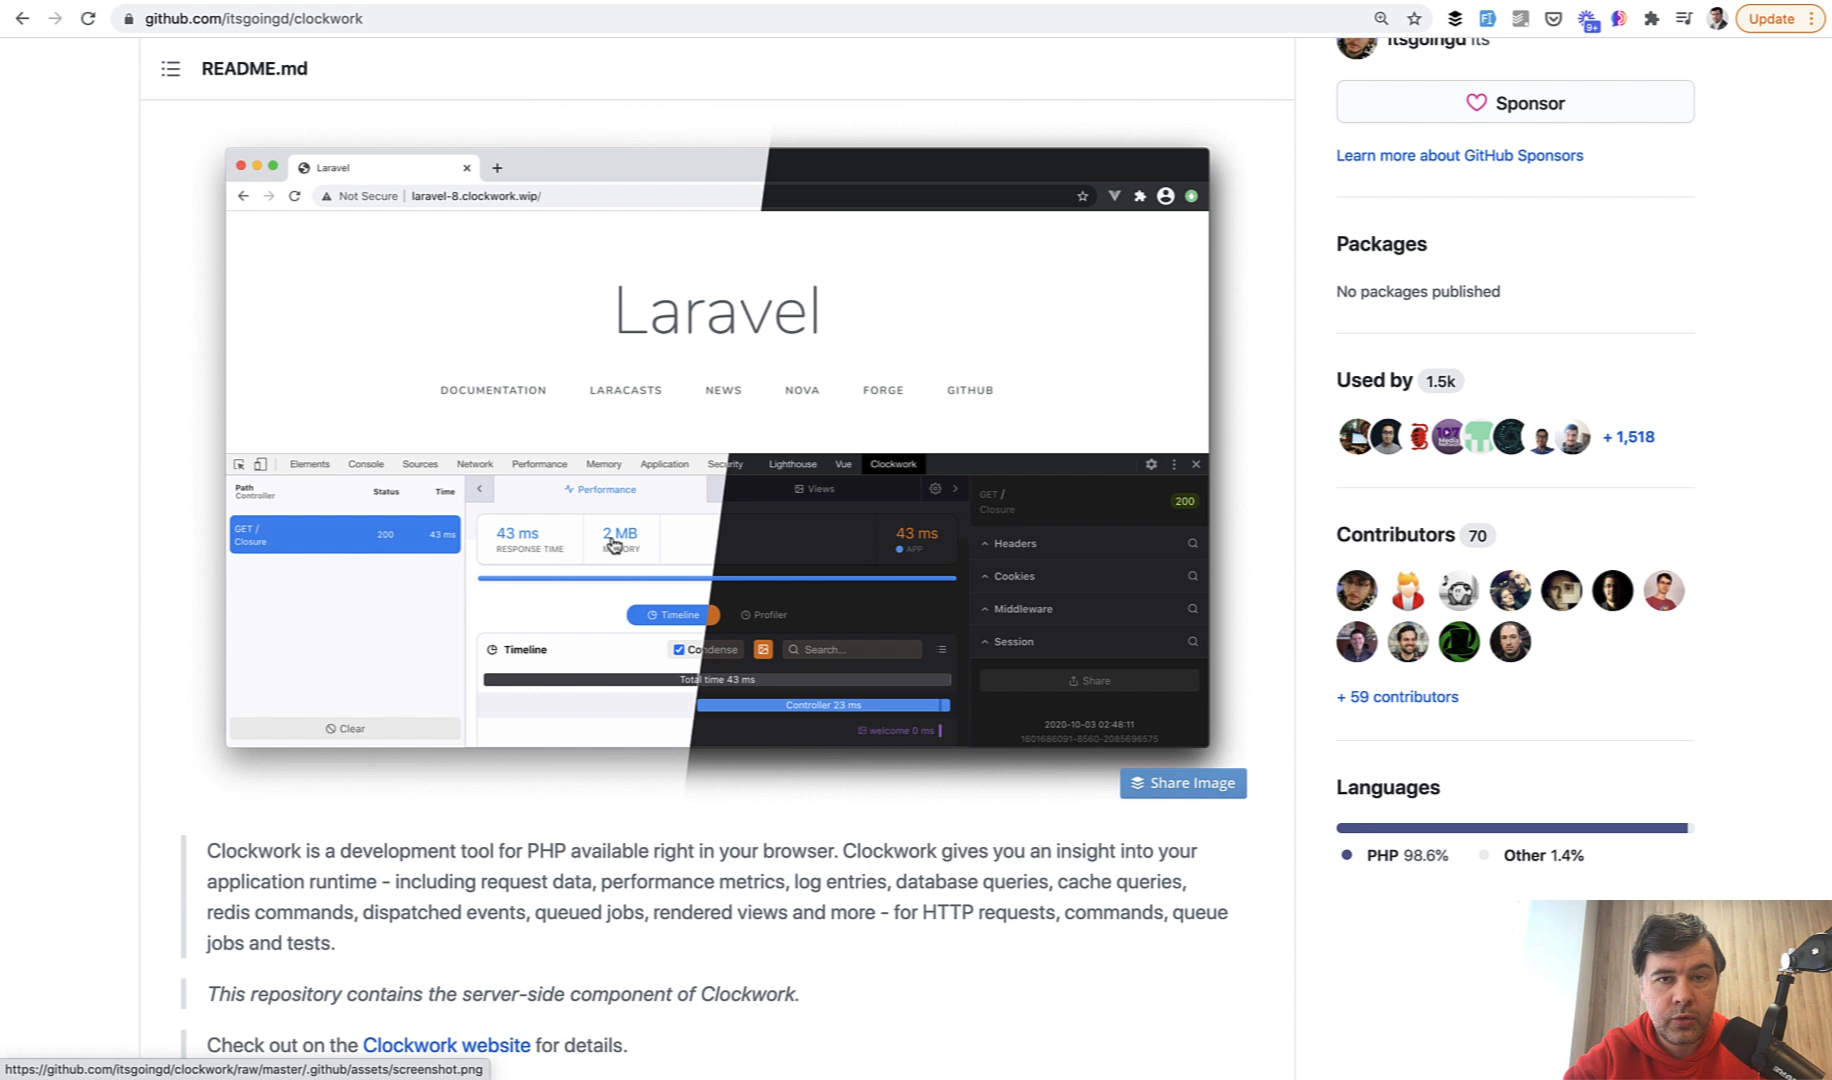 github.com/itsgoingd/clockwork
9+
Update
README.md
itsgoingd its
Sponsor
Learn more about GitHub Sponsors
Laravel
Not Secure | laravel-8.clockwork.wip/
Laravel
DOCUMENTATION LARACASTS NEWS NOVA FORGE GITHUB
Elements Console Sources Network Performance Memory Application Security Lighthouse Vue Clockwork
Path
Controller
Status Time
GET /
Closure
200 43 ms
Performance
Views
43 ms
RESPONSE TIME
2 MB
43 ms
APP
GET /
Closure
200
Headers
Cookies
Middleware
Session
Share
2020-10-03 02:48:11
1601686091-8560-2085696575
Timeline Profiler
Timeline Condense Search...
Total time 43 ms
Controller 23 ms
welcome 0 ms
Clear
Share Image
Clockwork is a development tool for PHP available right in your browser. Clockwork gives you an insight into your
application runtime - including request data, performance metrics, log entries, database queries, cache queries,
redis commands, dispatched events, queued jobs, rendered views and more - for HTTP requests, commands, queue
jobs and tests.
This repository contains the server-side component of Clockwork.
Check out on the Clockwork website for details.
https://github.com/itsgoingd/clockwork/raw/master/.github/assets/screenshot.png
Packages
No packages published
Used by 1.5k
+ 1,518
Contributors 70
+ 59 contributors
Languages
PHP 98.6% Other 1.4%